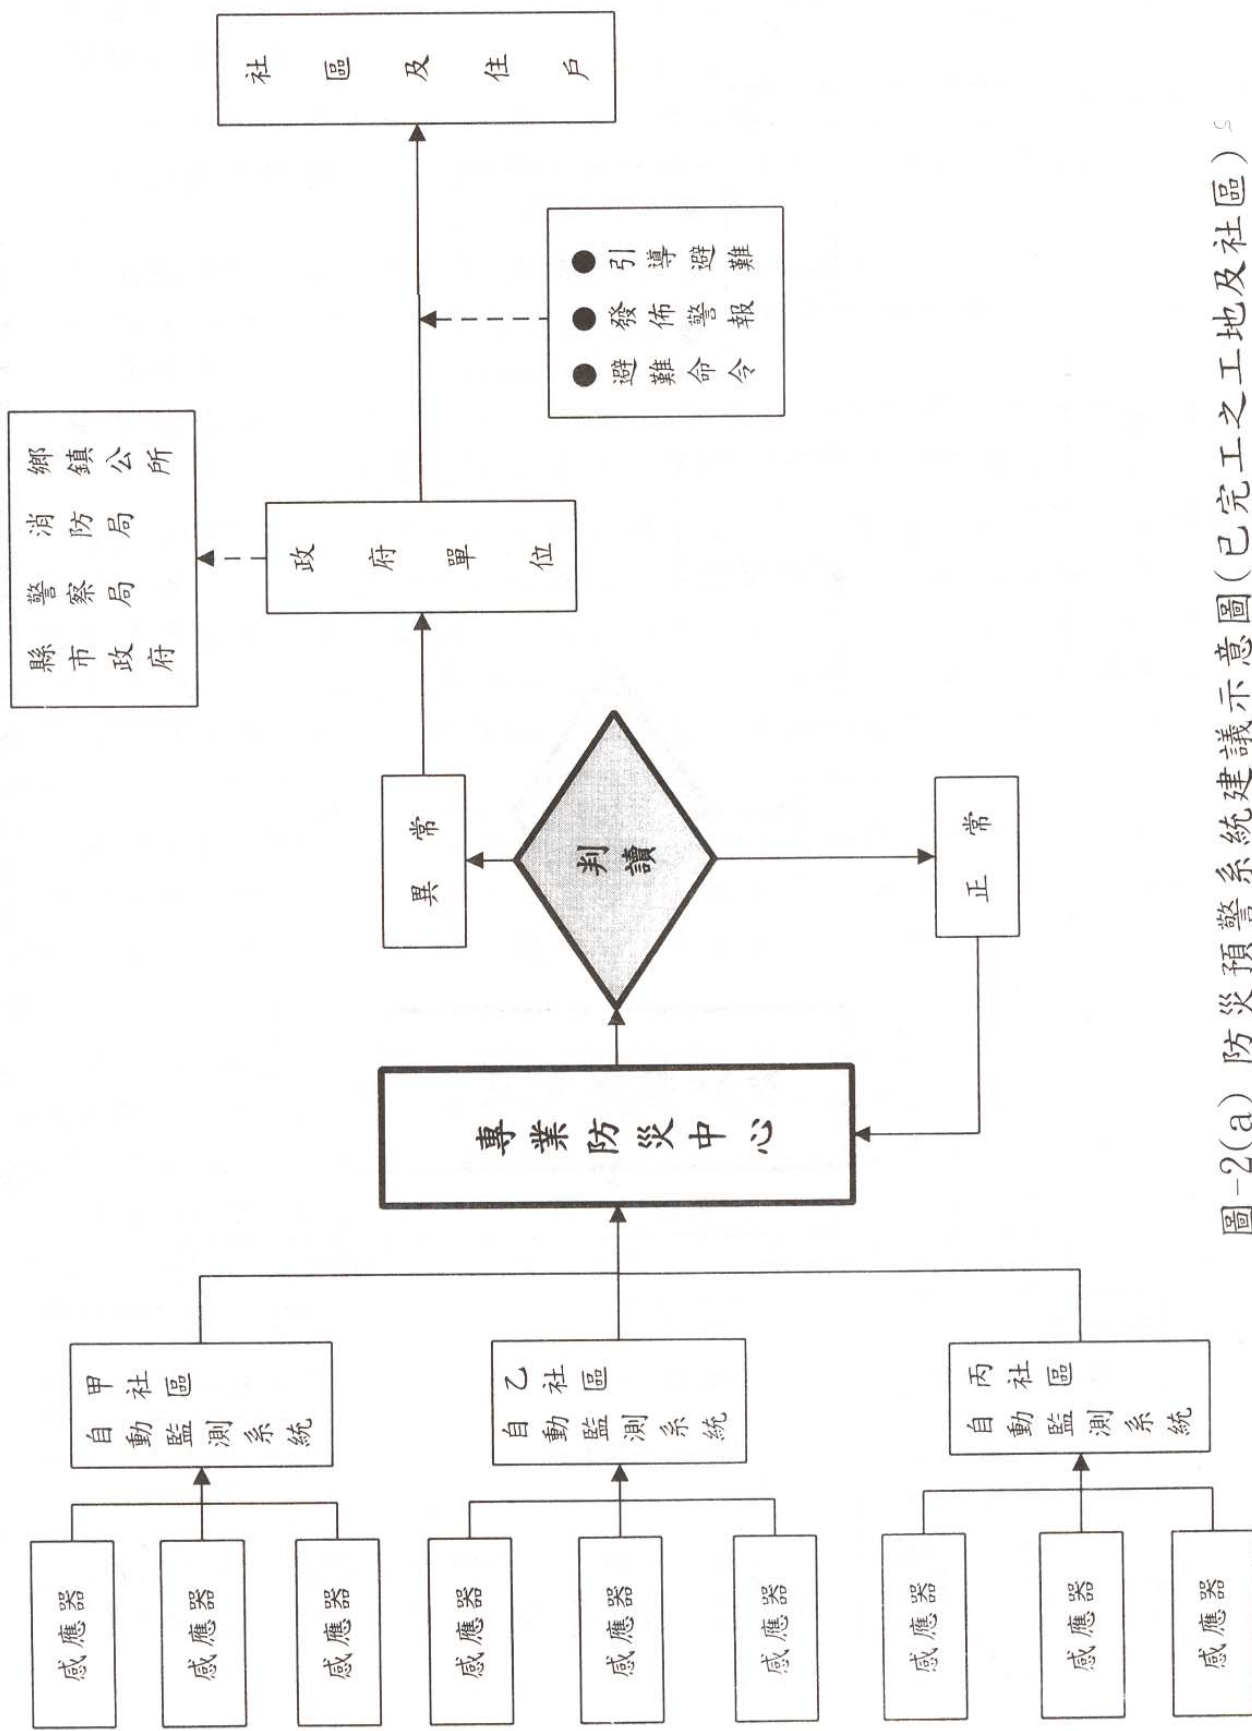 感應器
感應器
感應器
甲社區
自動監測系統
感應器
感應器
感應器
乙社區
自動監測系統
感應器
感應器
感應器
丙社區
自動監測系統
專業防災中心
判讀
異常
正常
政府單位
鄉鎮公所
消防局
警察局
縣市政府
●引導避難
●發佈警報
●避難命令
社區及住戶
圖-2(a) 防災預警系統建議示意圖(已完工之工地及社區)